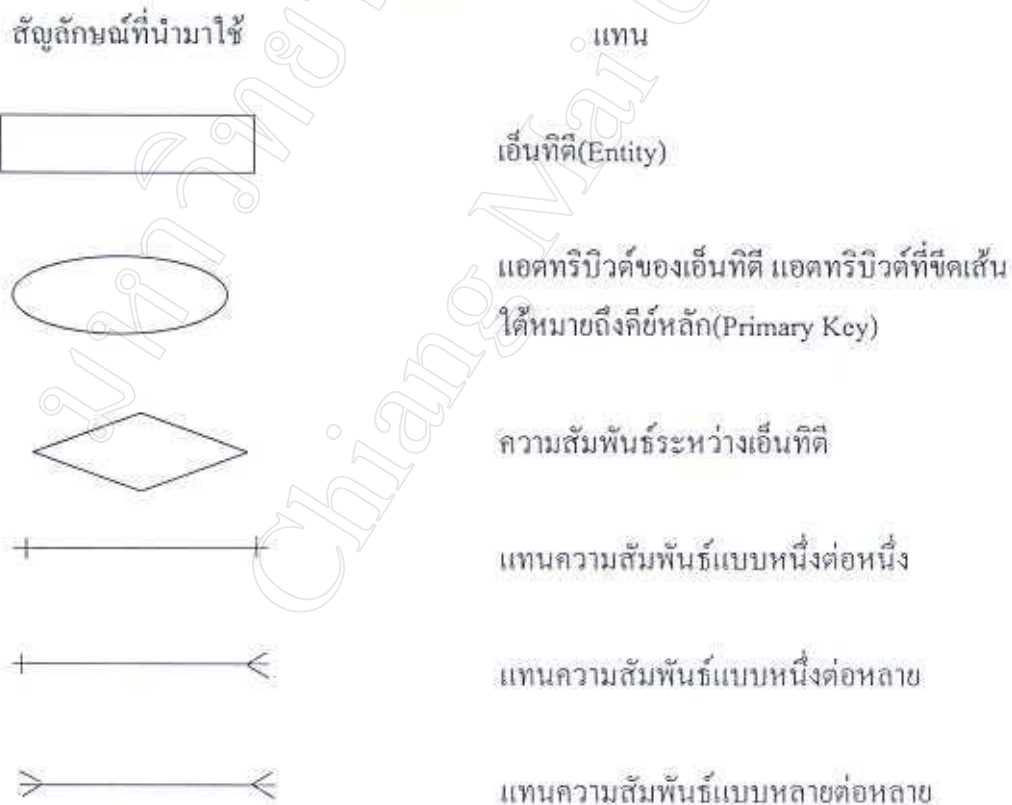 สัญลักษณ์ที่นำมาใช้ แทน
เอ็นทิตี(Entity)
แอตทริบิวต์ของเอ็นทิตี แอตทริบิวต์ที่ขีดเส้น
ใต้หมายถึงคีย์หลัก(Primary Key)
ความสัมพันธ์ระหว่างเอ็นทิตี
แทนความสัมพันธ์แบบหนึ่งต่อหนึ่ง
แทนความสัมพันธ์แบบหนึ่งต่อหลาย
แทนความสัมพันธ์แบบหลายต่อหลาย
Chiang Mai U